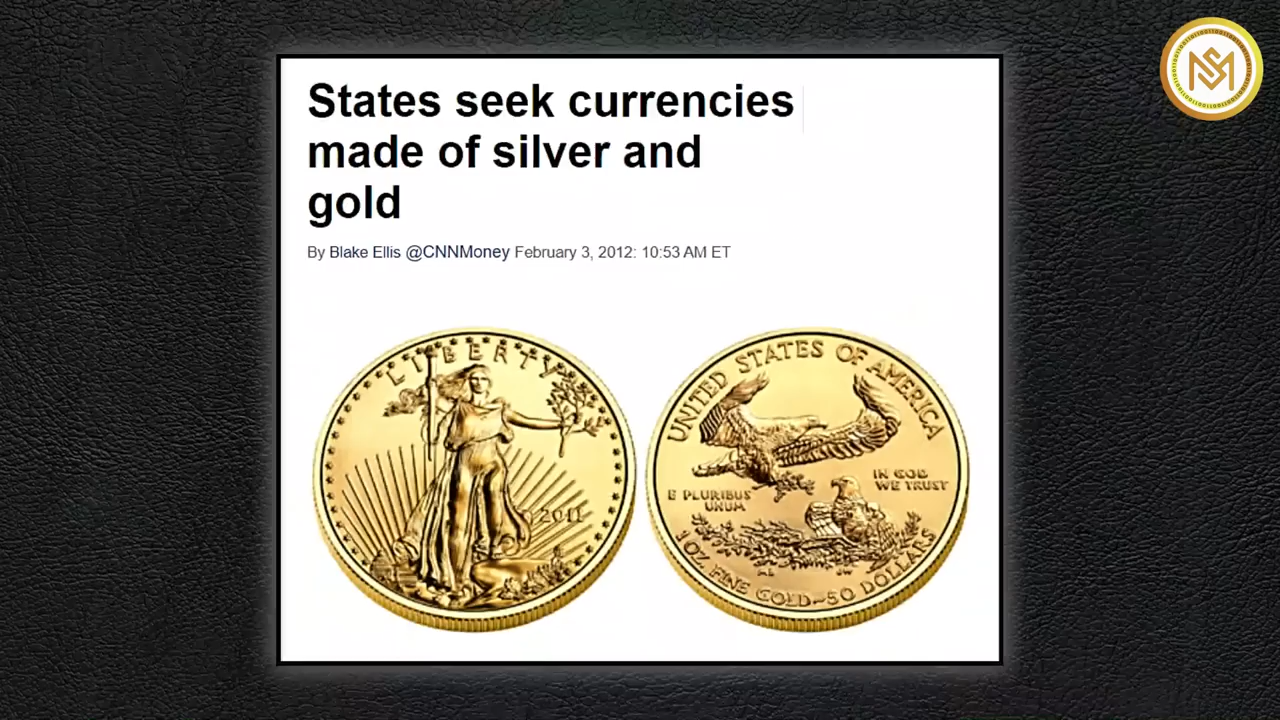 States seek currencies
made of silver and
gold
By Blake Ellis @CNNMoney February 3, 2012: 10:53 AM ET
LIBERTY
2011
UNITED STATES OF AMERICA
E PLURIBUS
UNUM
IN GOD
WE TRUST
1 OZ FINE GOLD~50 DOLLARS